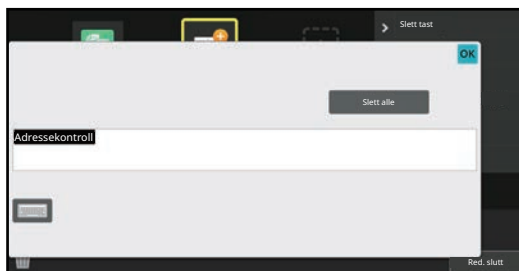 Slett tast
OK
Slett alle
Adressekontroll
Red. slutt